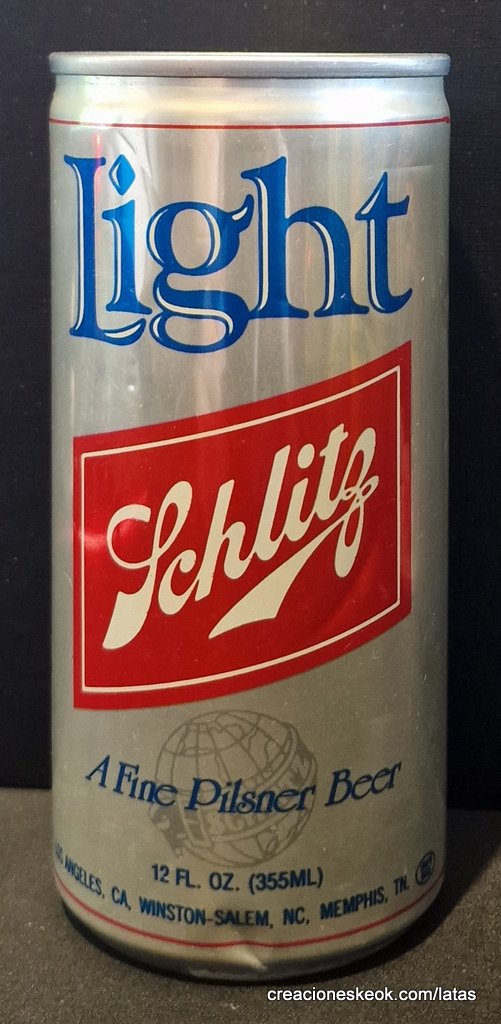 Light
Schlitz
A Fine Pilsner Beer
12 FL. OZ. (355ML)
ANGELES, CA, WINSTON-SALEM, NC, MEMPHIS, TN.
creacioneskeok.com/latas